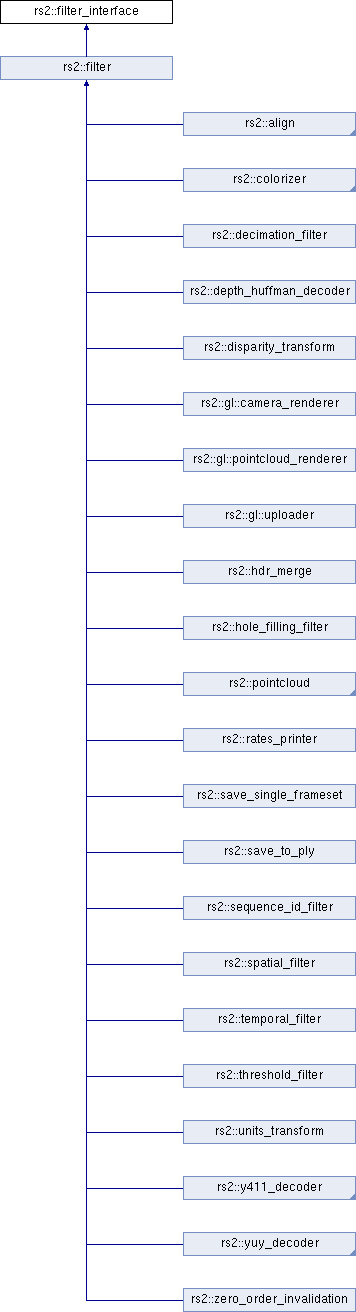 rs2::filter_interface
rs2::filter
rs2::align
rs2::colorizer
rs2::decimation_filter
rs2::depth_huffman_decoder
rs2::disparity_transform
rs2::gl::camera_renderer
rs2::gl::pointcloud_renderer
rs2::gl::uploader
rs2::hdr_merge
rs2::hole_filling_filter
rs2::pointcloud
rs2::rates_printer
rs2::save_single_frameset
rs2::save_to_ply
rs2::sequence_id_filter
rs2::spatial_filter
rs2::temporal_filter
rs2::threshold_filter
rs2::units_transform
rs2::y411_decoder
rs2::yuy_decoder
rs2::zero_order_invalidation